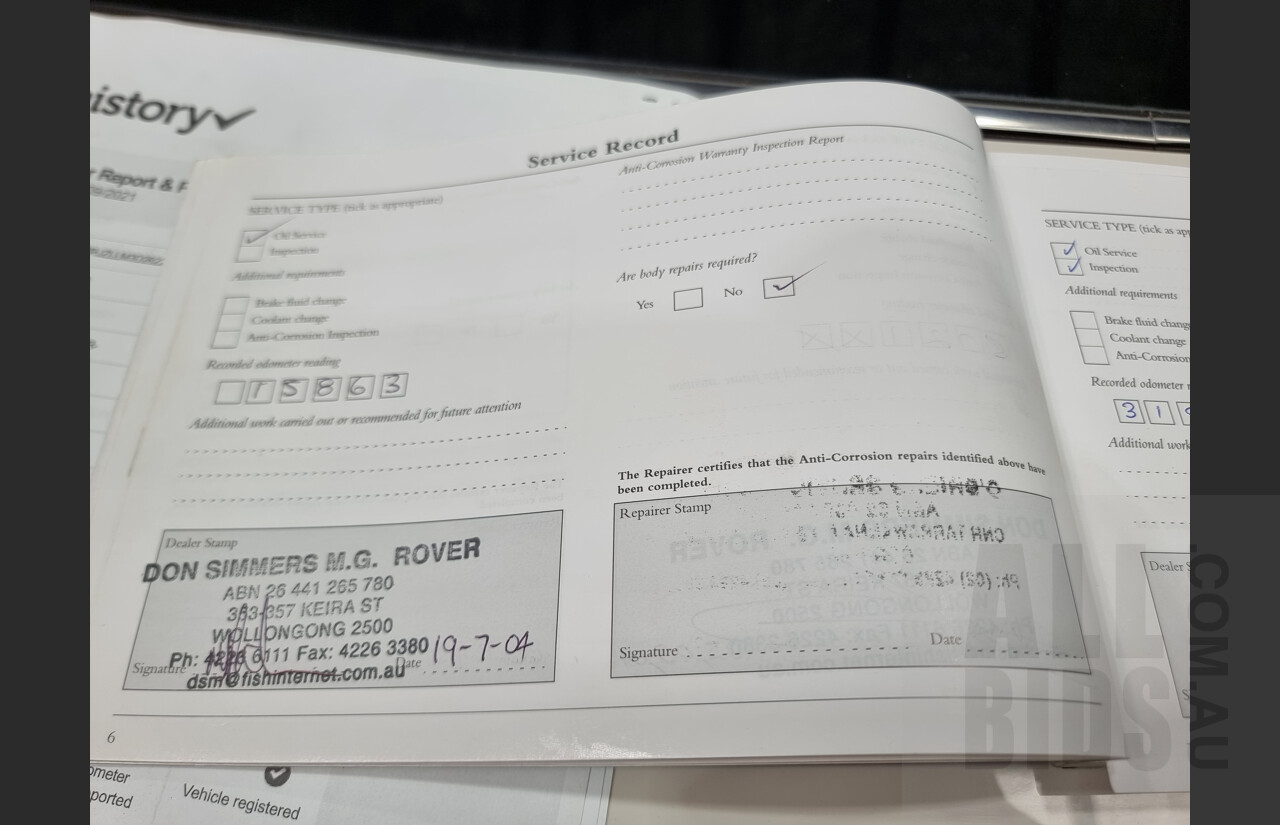 istory✓
Report & 
/2021
Service Record
SERVICE TYPE (tick as appropriate)
Oil Service
Inspection
Additional requirements
Brake fluid change
Coolant change
Anti-Corrosion Inspection
Recorded odometer reading
15863
Additional work carried out or recommended for future attention
Dealer Stamp
DON SIMMERS M.G. ROVER
ABN 26 441 265 780
353-357 KEIRA ST
WOLLONGONG 2500
Ph: 4226 6111 Fax: 4226 3380
Signature
Date 19-7-04
dsm@fishinternet.com.au
6
Anti-Corrosion Warranty Inspection Report
Are body repairs required?
Yes No
The Repairer certifies that the Anti-Corrosion repairs identified above have
been completed.
Repairer Stamp
Signature Date
SERVICE TYPE (tick as app
Oil Service
Inspection
Additional requirements
Brake fluid chang
Coolant change
Anti-Corrosion
Recorded odometer r
31
Additional work
Dealer S
ometer
ported
Vehicle registered
ALL
BIDS
.COM.AU